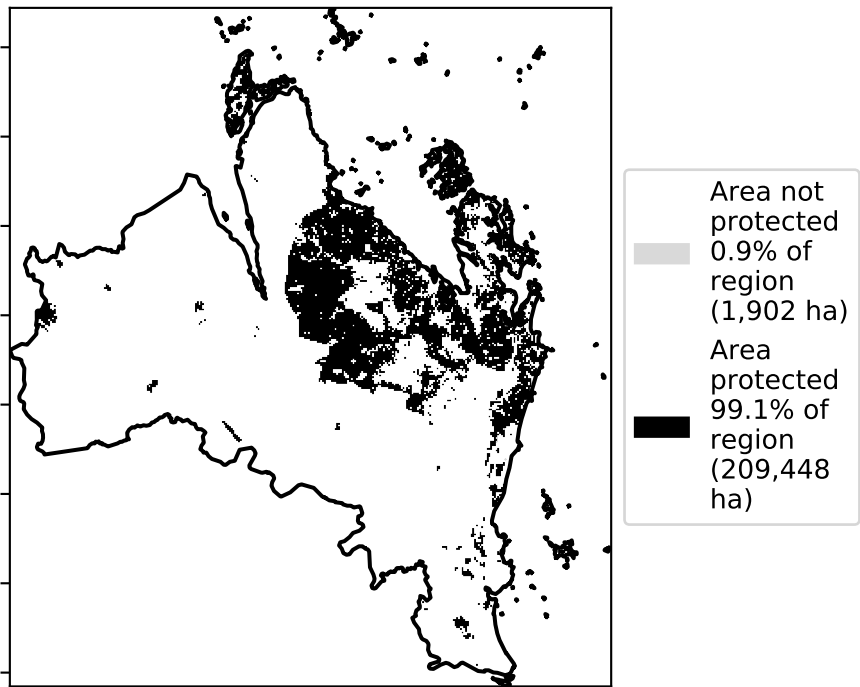 Area not
protected
0.9% of
region
(1,902 ha)
Area
protected
99.1% of
region
(209,448
ha)